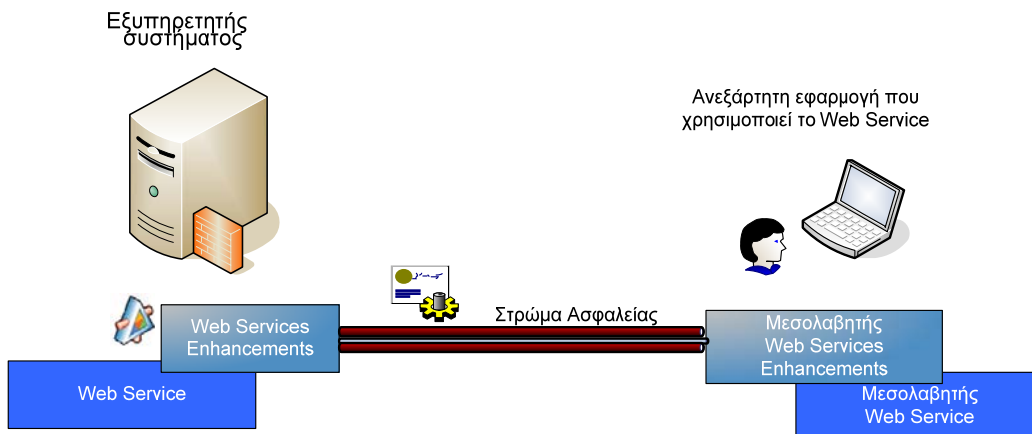 Εξυπηρετητής
συστήματος
Ανεξάρτητη εφαρμογή που
χρησιμοποιεί το Web Service
Στρώμα Ασφαλείας
Web Services
Enhancements
Μεσολαβητής
Web Services
Enhancements
Web Service
Μεσολαβητής
Web Service